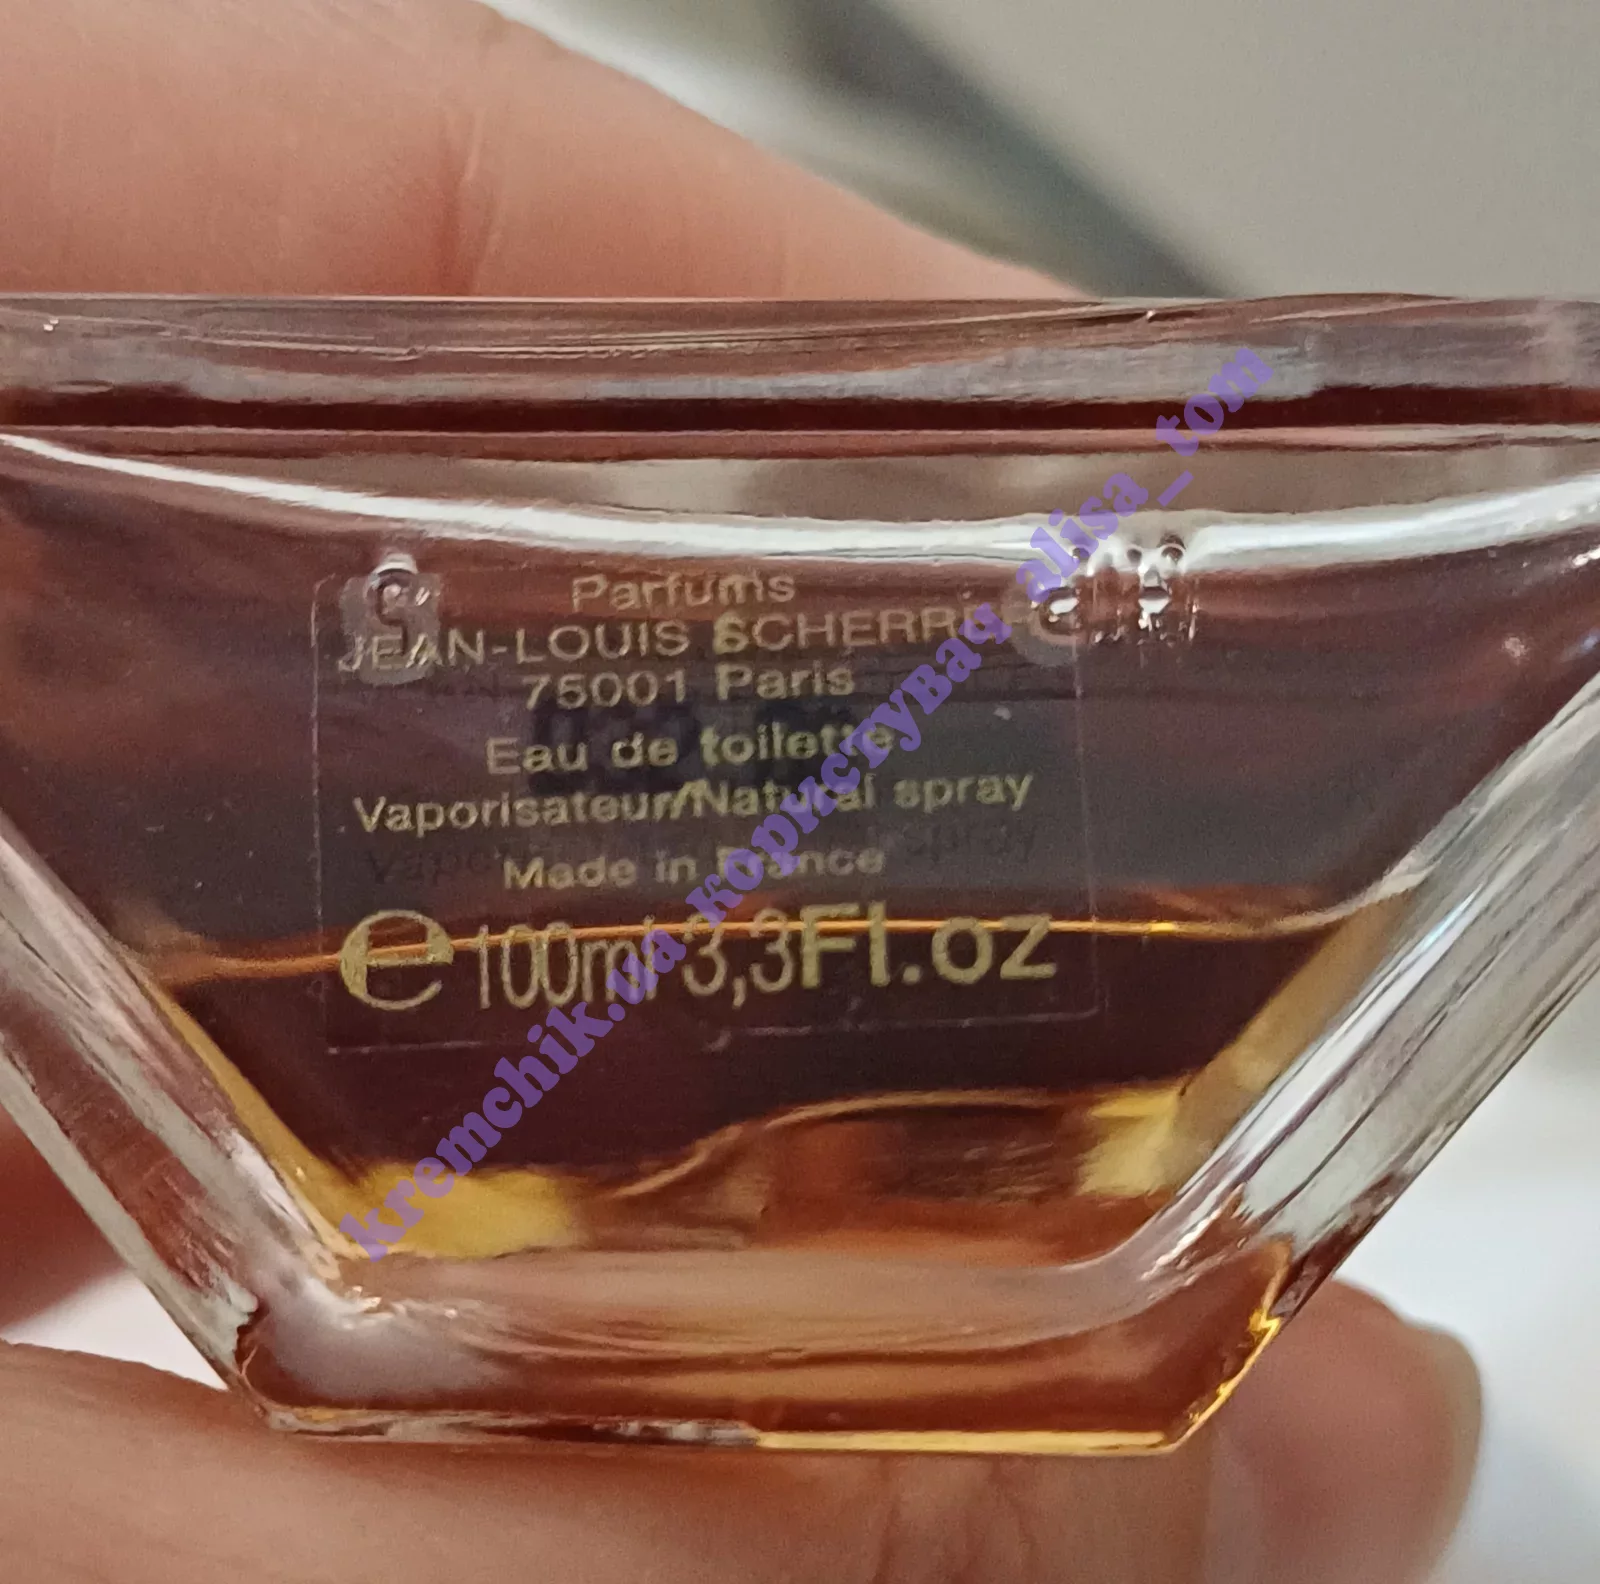 Parfums
JEAN-LOUIS SCHERRER
75001 Paris
Eau de toilette
Vaporisateur/Natural spray
Made in France
e 100ml 3,3Fl.oz
kremchik.ua користувач alisa_tom